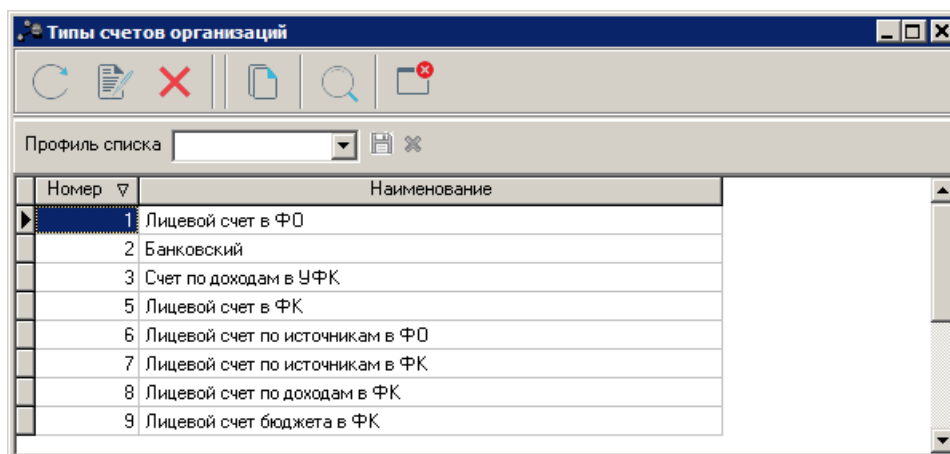 Типы счетов организаций
Профиль списка
Номер Наименование
1 Лицевой счет в ФО
2 Банковский
3 Счет по доходам в УФК
5 Лицевой счет в ФК
6 Лицевой счет по источникам в ФО
7 Лицевой счет по источникам в ФК
8 Лицевой счет по доходам в ФК
9 Лицевой счет бюджета в ФК